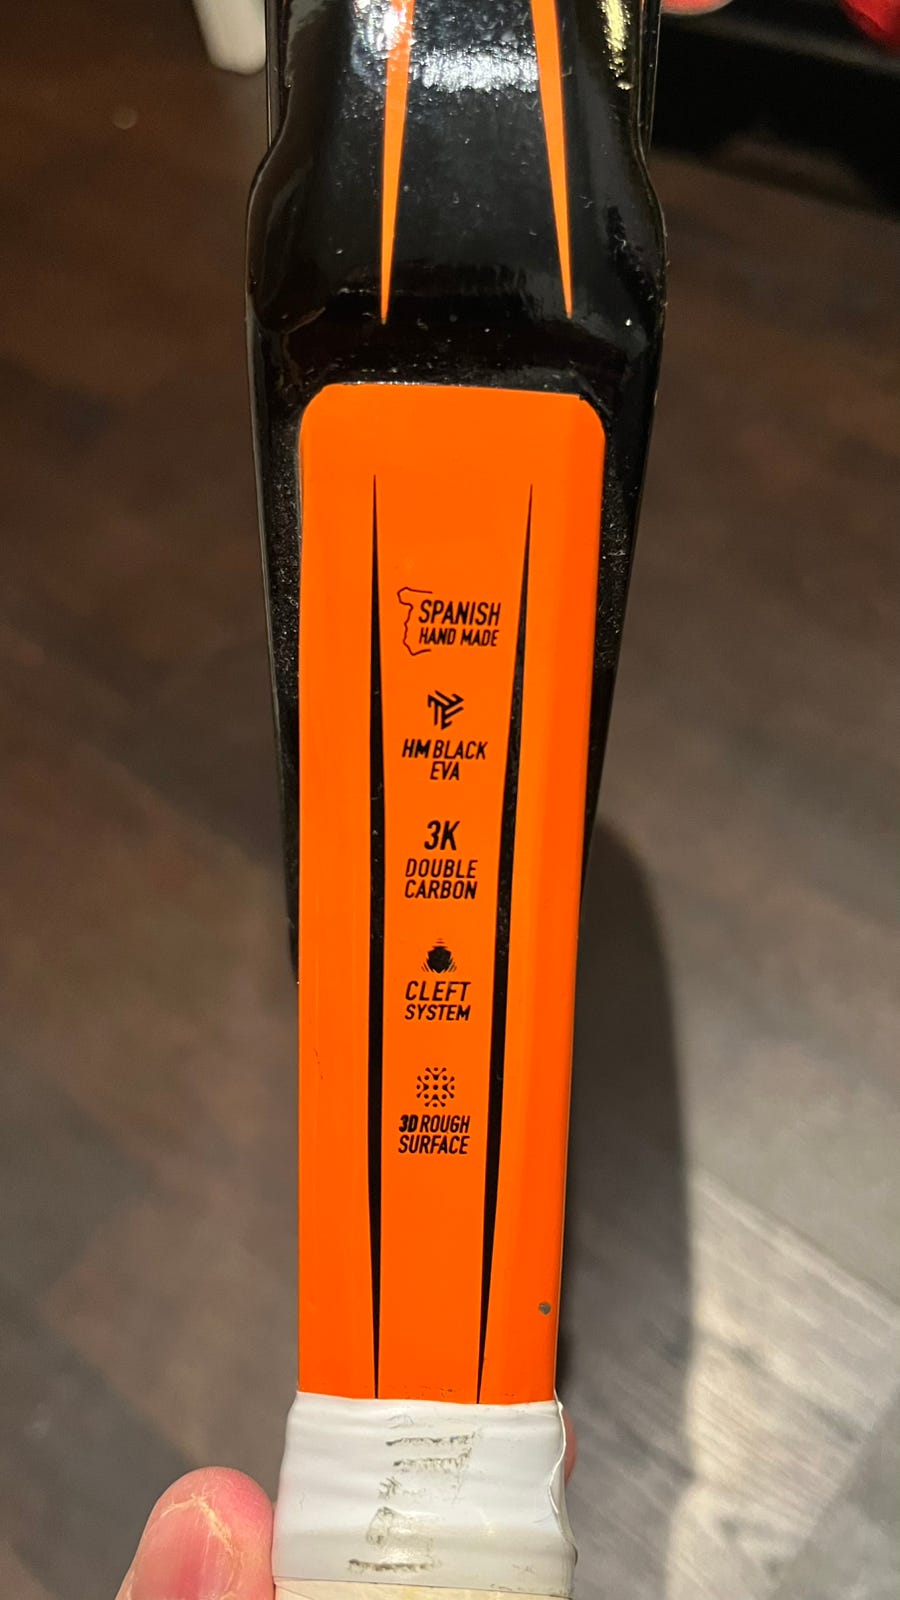 SPANISH
HAND MADE
HM BLACK
EVA
3K
DOUBLE
CARBON
CLEFT
SYSTEM
3D ROUGH
SURFACE